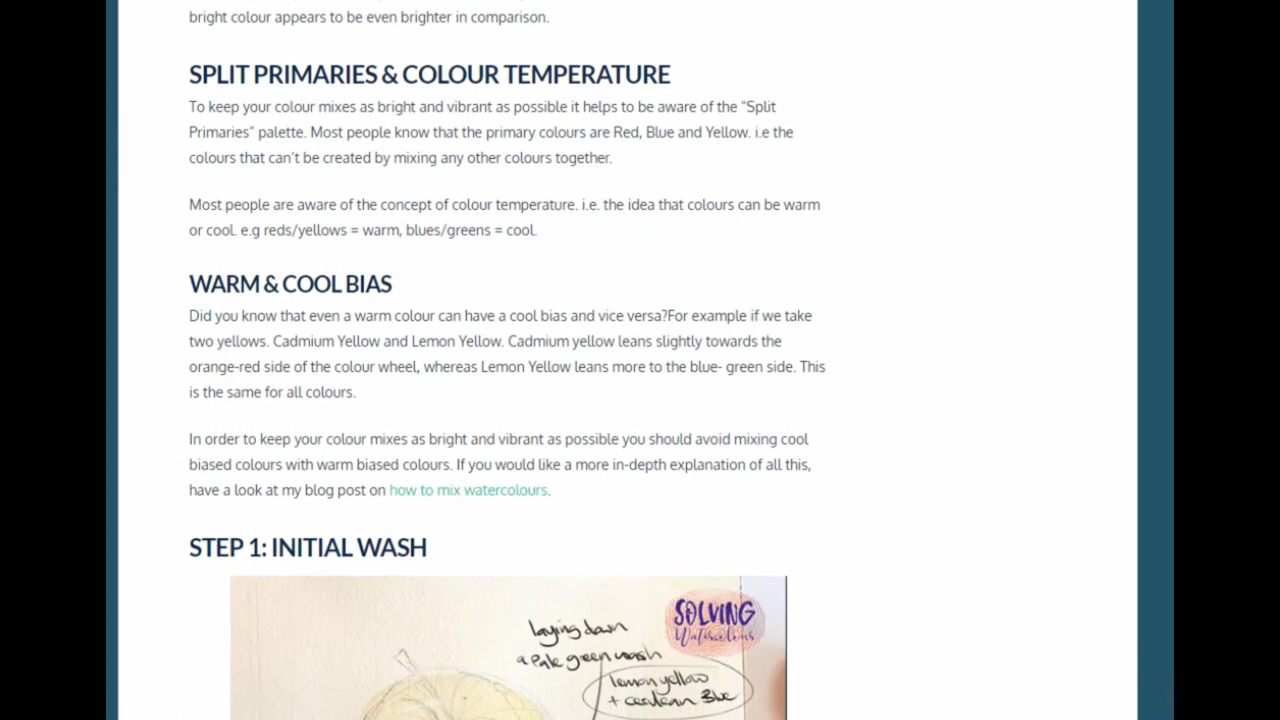 bright colour appears to be even brighter in comparison.
SPLIT PRIMARIES & COLOUR TEMPERATURE
To keep your colour mixes as bright and vibrant as possible it helps to be aware of the “Split
Primaries” palette. Most people know that the primary colours are Red, Blue and Yellow. i.e the
colours that can’t be created by mixing any other colours together.
Most people are aware of the concept of colour temperature. i.e. the idea that colours can be warm
or cool. e.g reds/yellows = warm, blues/greens = cool.
WARM & COOL BIAS
Did you know that even a warm colour can have a cool bias and vice versa?For example if we take
two yellows. Cadmium Yellow and Lemon Yellow. Cadmium yellow leans slightly towards the
orange-red side of the colour wheel, whereas Lemon Yellow leans more to the blue- green side. This
is the same for all colours.
In order to keep your colour mixes as bright and vibrant as possible you should avoid mixing cool
biased colours with warm biased colours. If you would like a more in-depth explanation of all this,
have a look at my blog post on how to mix watercolours.
STEP 1: INITIAL WASH
SOLVING
Watercolours
laying down
a Pale green wash
lemon yellow
+ cerulean Blue